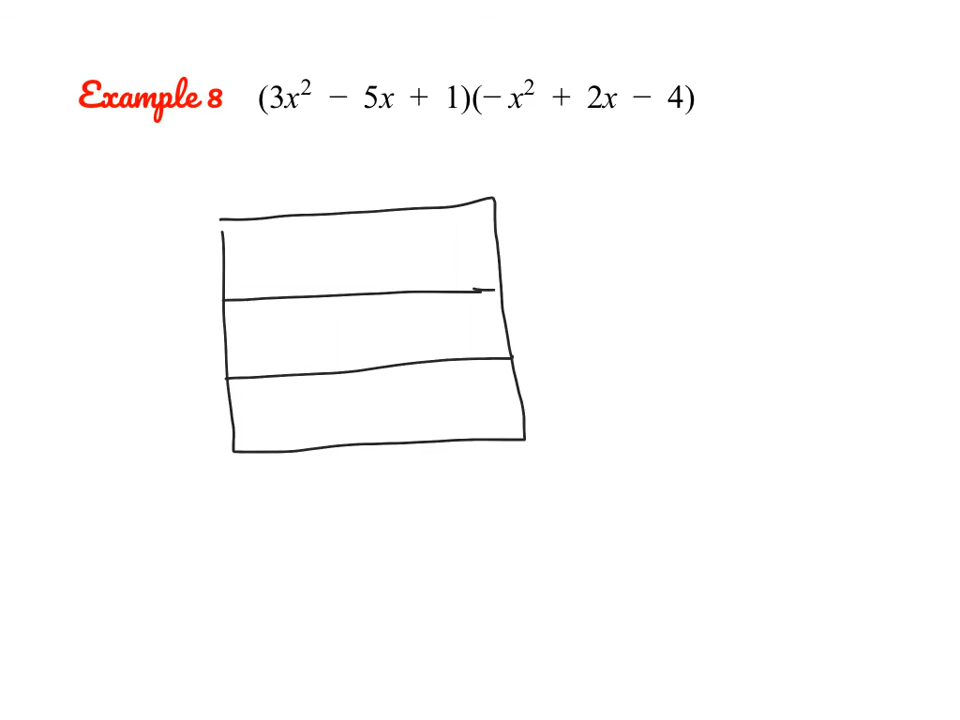 Example 8 (3x² − 5x + 1)(−x² + 2x − 4)